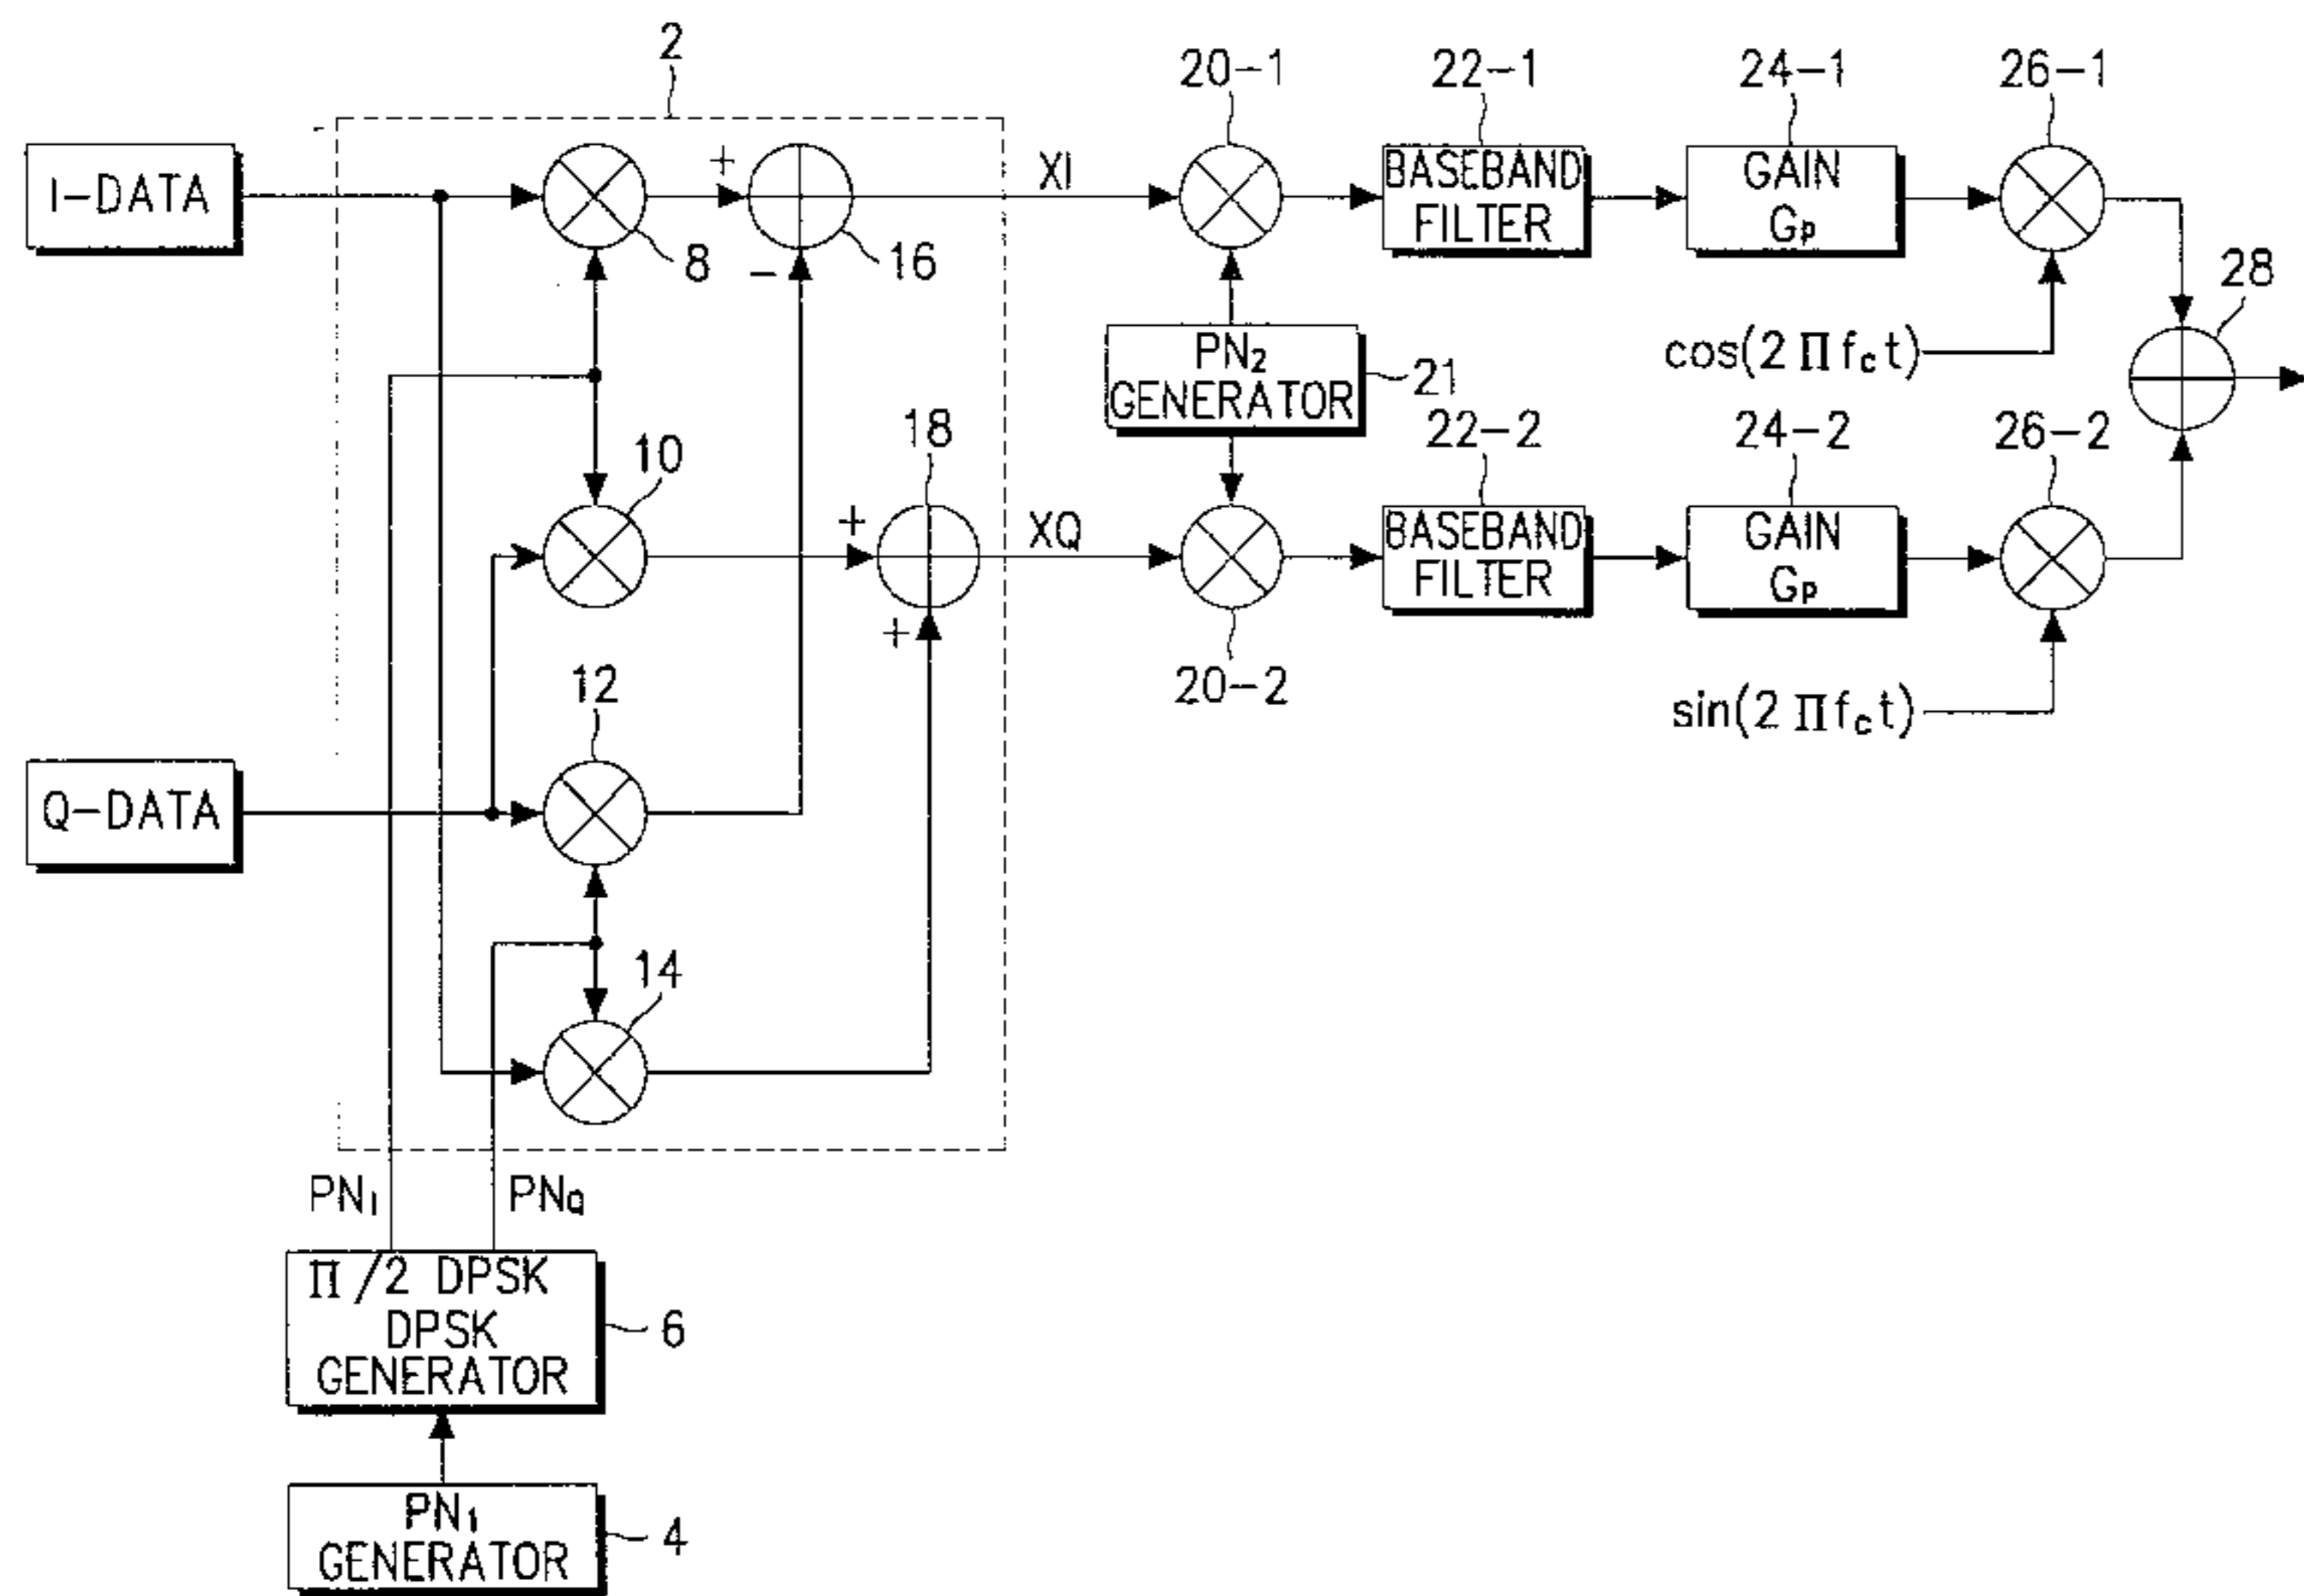 2
20-1
22-1
24-1
26-1
I-DATA
+
XI
BASEBAND
FILTER
GAIN
Gp
8
-
16
28
PN2
GENERATOR
21
cos(2 Π fc t)
10
18
22-2
24-2
26-2
+
XQ
BASEBAND
FILTER
GAIN
Gp
+
12
20-2
sin(2 Π fc t)
Q-DATA
14
PNI
PNQ
Π/2 DPSK
DPSK
GENERATOR
6
PN1
GENERATOR
4